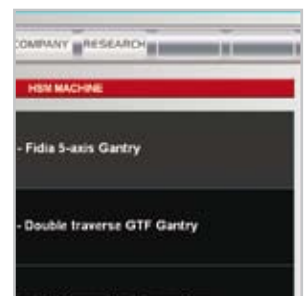 COMPANY RESEARCH
HSM MACHINE
- Fidia 5-axis Gantry
- Double traverse GTF Gantry